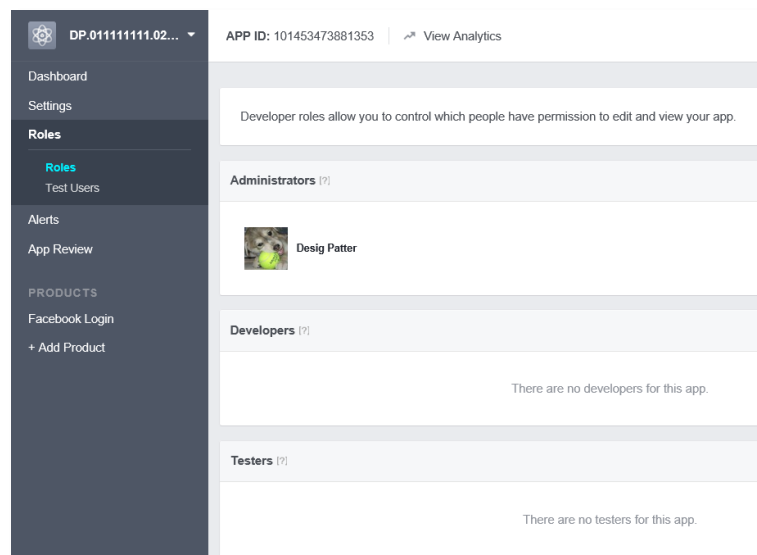 DP.011111111.02...
APP ID: 101453473881353
View Analytics
Dashboard
Settings
Roles
Roles
Test Users
Alerts
App Review
PRODUCTS
Facebook Login
+ Add Product
Developer roles allow you to control which people have permission to edit and view your app.
Administrators [?]
Desig Patter
Developers [?]
There are no developers for this app.
Testers [?]
There are no testers for this app.